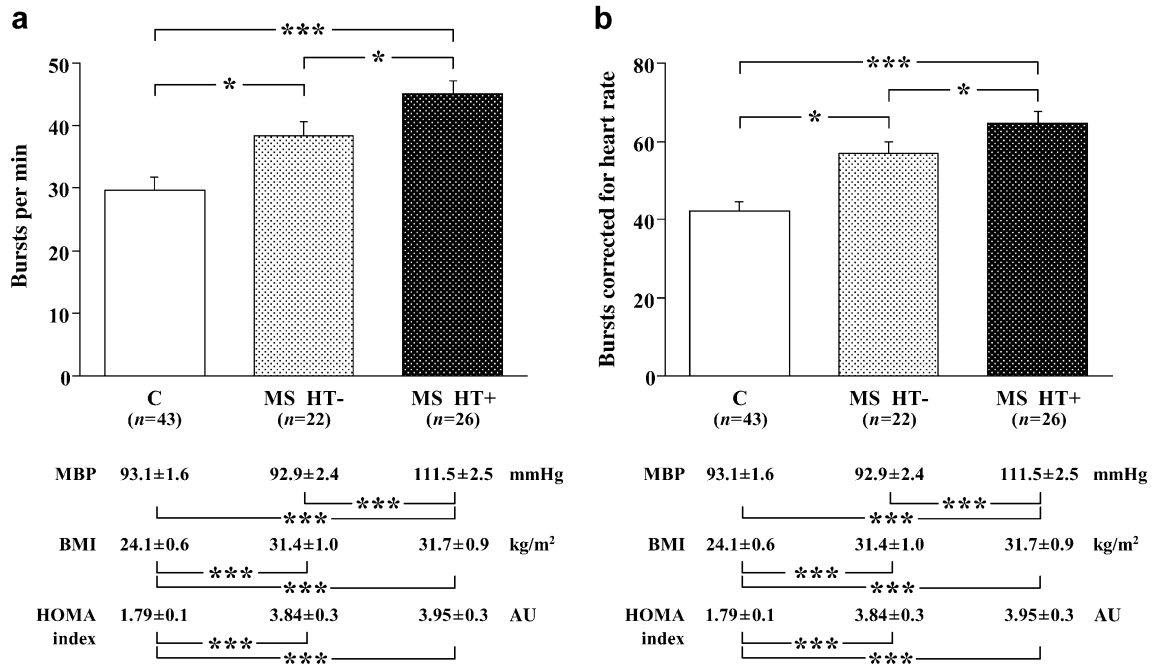 a
***
*
*
50
40
30
20
10
0
Bursts per min
C
(n=43)
MS HT-
(n=22)
MS HT+
(n=26)
MBP 93.1±1.6 92.9±2.4 111.5±2.5 mmHg
***
***
BMI 24.1±0.6 31.4±1.0 31.7±0.9 kg/m²
***
***
HOMA index 1.79±0.1 3.84±0.3 3.95±0.3 AU
***
***
b
***
*
*
80
60
40
20
0
Bursts corrected for heart rate
C
(n=43)
MS HT-
(n=22)
MS HT+
(n=26)
MBP 93.1±1.6 92.9±2.4 111.5±2.5 mmHg
***
***
BMI 24.1±0.6 31.4±1.0 31.7±0.9 kg/m²
***
***
HOMA index 1.79±0.1 3.84±0.3 3.95±0.3 AU
***
***